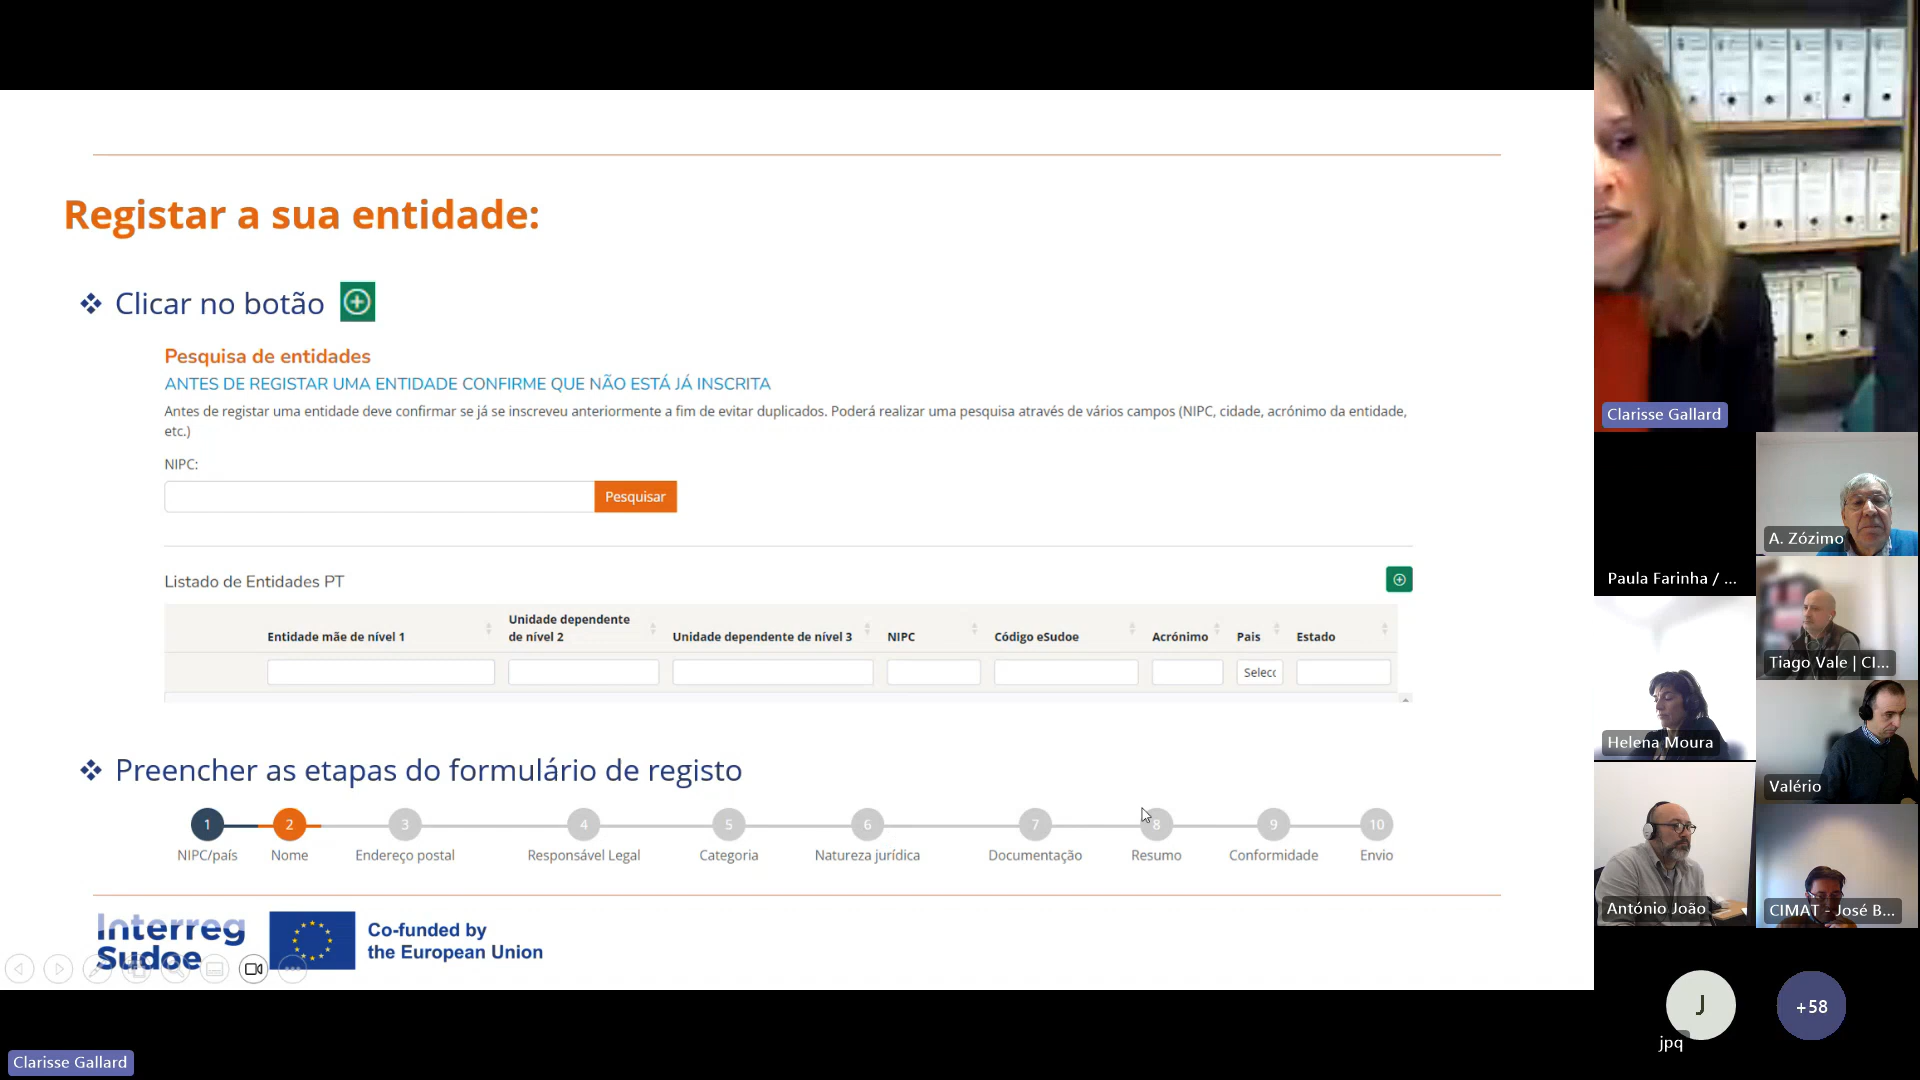 Registar a sua entidade:
Clicar no botão
Pesquisa de entidades
ANTES DE REGISTAR UMA ENTIDADE CONFIRME QUE NÃO ESTÁ JÁ INSCRITA
Antes de registar uma entidade deve confirmar se já se inscreveu anteriormente a fim de evitar duplicados. Poderá realizar uma pesquisa através de vários campos (NIPC, cidade, acrónimo da entidade,
etc.)
NIPC:
Pesquisar
Listado de Entidades PT
Entidade mãe de nível 1
Unidade dependente
de nível 2
Unidade dependente de nível 3
NIPC
Código eSudoe
Acrónimo
Pais
Estado
Selecc
Preencher as etapas do formulário de registo
1 2 3 4 5 6 7 8 9 10
NIPC/país Nome Endereço postal Responsável Legal Categoria Natureza jurídica Documentação Resumo Conformidade Envio
Interreg
Sudoe
Co-funded by
the European Union
Clarisse Gallard
Clarisse Gallard
A. Zózimo
Paula Farinha / ...
Tiago Vale | CI...
Helena Moura
Valério
António João
CIMAT - José B...
J
jpq
+58